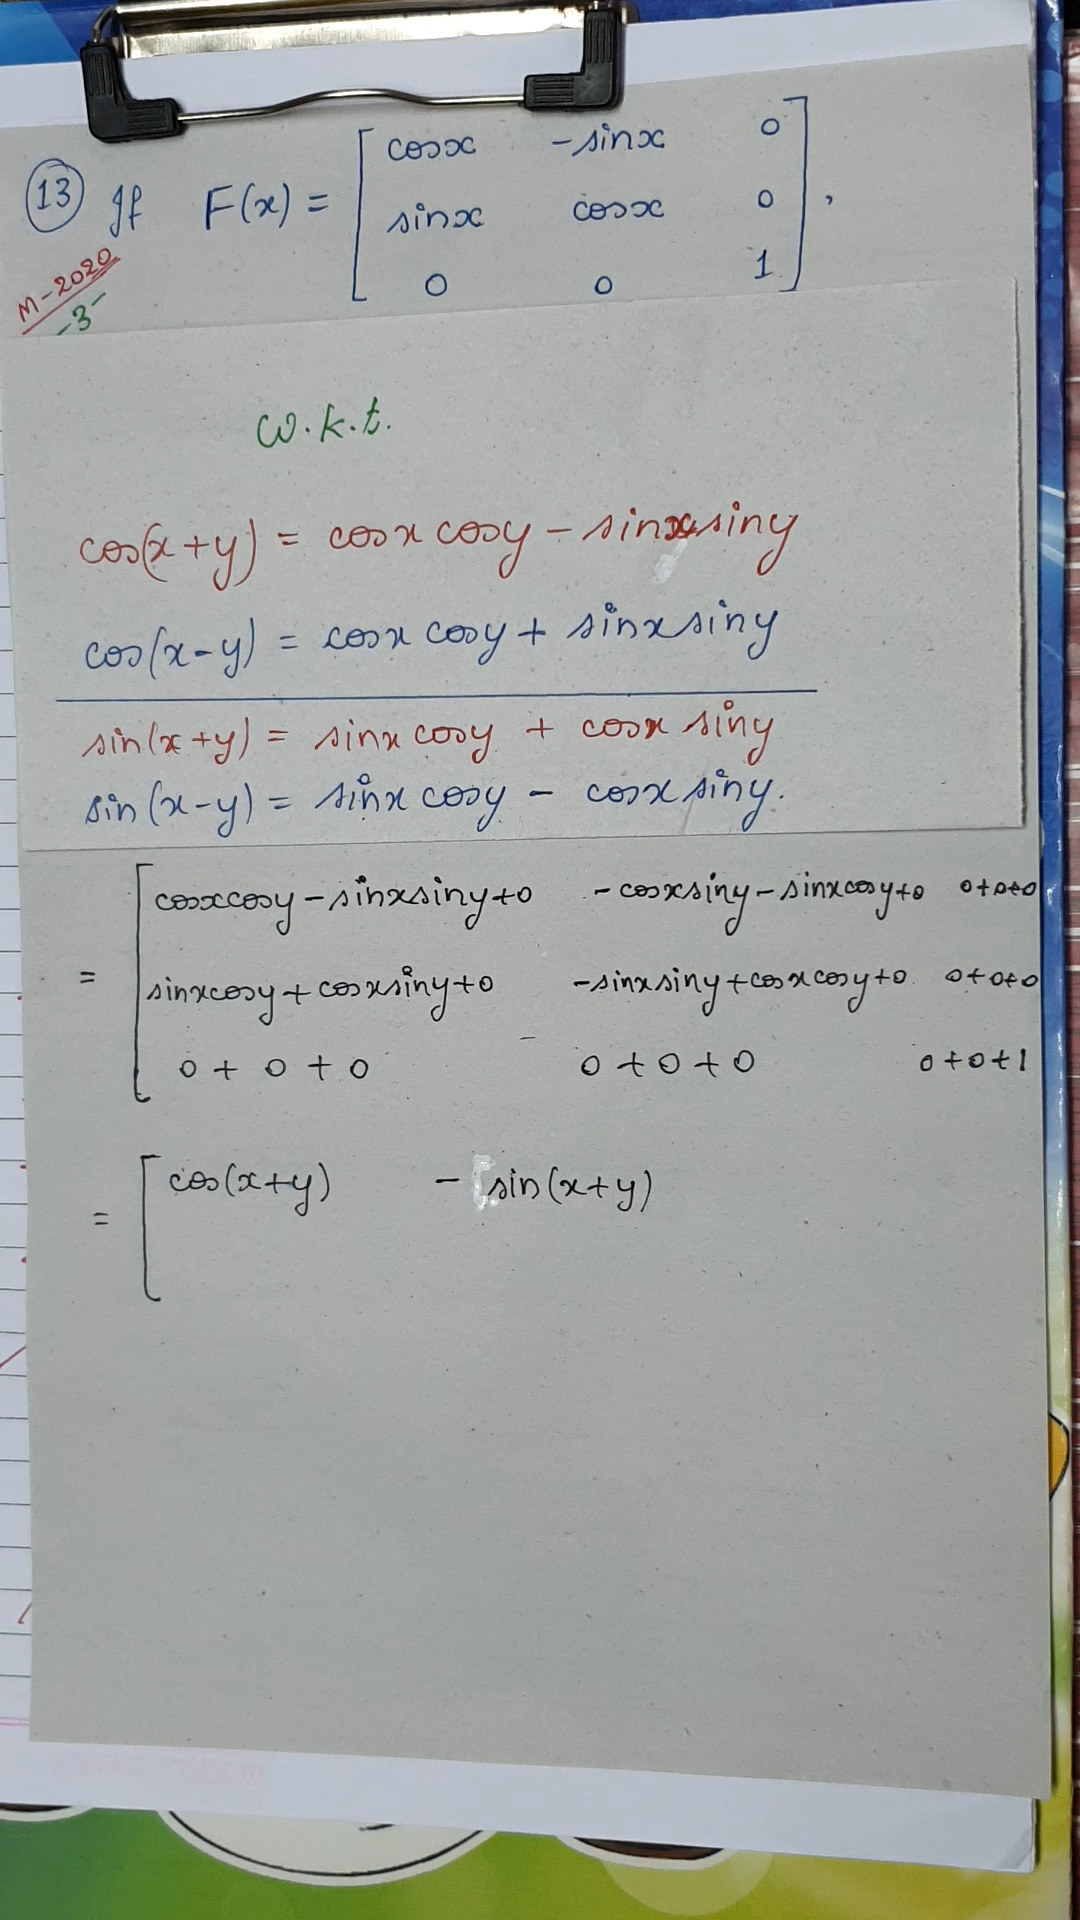 13 If F(x) = [ cosx -sinx 0
sinx cosx 0
0 0 1 ] ,
M-2020
-3-
w.k.t.
cos(x+y) = cosx cosy - sinx siny
cos(x-y) = cosx cosy + sinx siny
sin(x+y) = sinx cosy + cosx siny
sin(x-y) = sinx cosy - cosx siny.
= [ cosxcosy-sinxsiny+0 -cosxsiny-sinxcosy+0 0+0+0
sinxcosy+cosxsiny+0 -sinxsiny+cosxcosy+0 0+0+0
0+0+0 0+0+0 0+0+1
= [ cos(x+y) - sin(x+y)